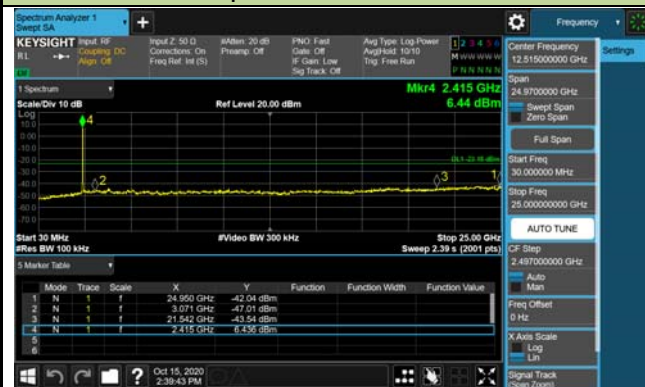 Spectrum Analyzer 1
Swept SA
Frequency
KEYSIGHT Input: RF Input Z: 50 Ω #Atten: 20 dB PNO: Fast Avg Type: Log-Power 1 2 3 4 5 6
RL Coupling: DC Corrections: On Preamp: Off Gate: Off Avg|Hold: 10/10 M W W W W W
Align: Off Freq Ref: Int (S) IF Gain: Low Trig: Free Run P N N N N N
Sig Track: Off
1 Spectrum Mkr4 2.415 GHz
Scale/Div 10 dB Ref Level 20.00 dBm 6.44 dBm
Log
10.0
0.00
-10.0
-20.0
-30.0
-40.0
-50.0
-60.0
-70.0
4
2
3
1
Start 30 MHz #Video BW 300 kHz Stop 25.00 GHz
#Res BW 100 kHz Sweep 2.39 s (2001 pts)
5 Marker Table
Mode Trace Scale X Y Function Function Width Function Value
1 N 1 f 24.950 GHz -42.04 dBm
2 N 1 f 3.071 GHz -47.01 dBm
3 N 1 f 21.542 GHz -43.54 dBm
4 N 1 f 2.415 GHz 6.436 dBm
5
6
Oct 15, 2020
2:39:43 PM
Center Frequency
12.515000000 GHz
Settings
Span
24.9700000 GHz
Swept Span
Zero Span
Full Span
Start Freq
30.000000 MHz
Stop Freq
25.000000000 GHz
AUTO TUNE
CF Step
2.497000000 GHz
Auto
Man
Freq Offset
0 Hz
X Axis Scale
Log
Lin
Signal Track
(Span Zoom)